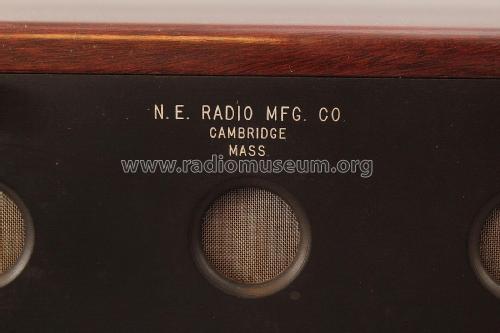 N.E. RADIO MFG. CO.
CAMBRIDGE
MASS.
www.radiomuseum.org